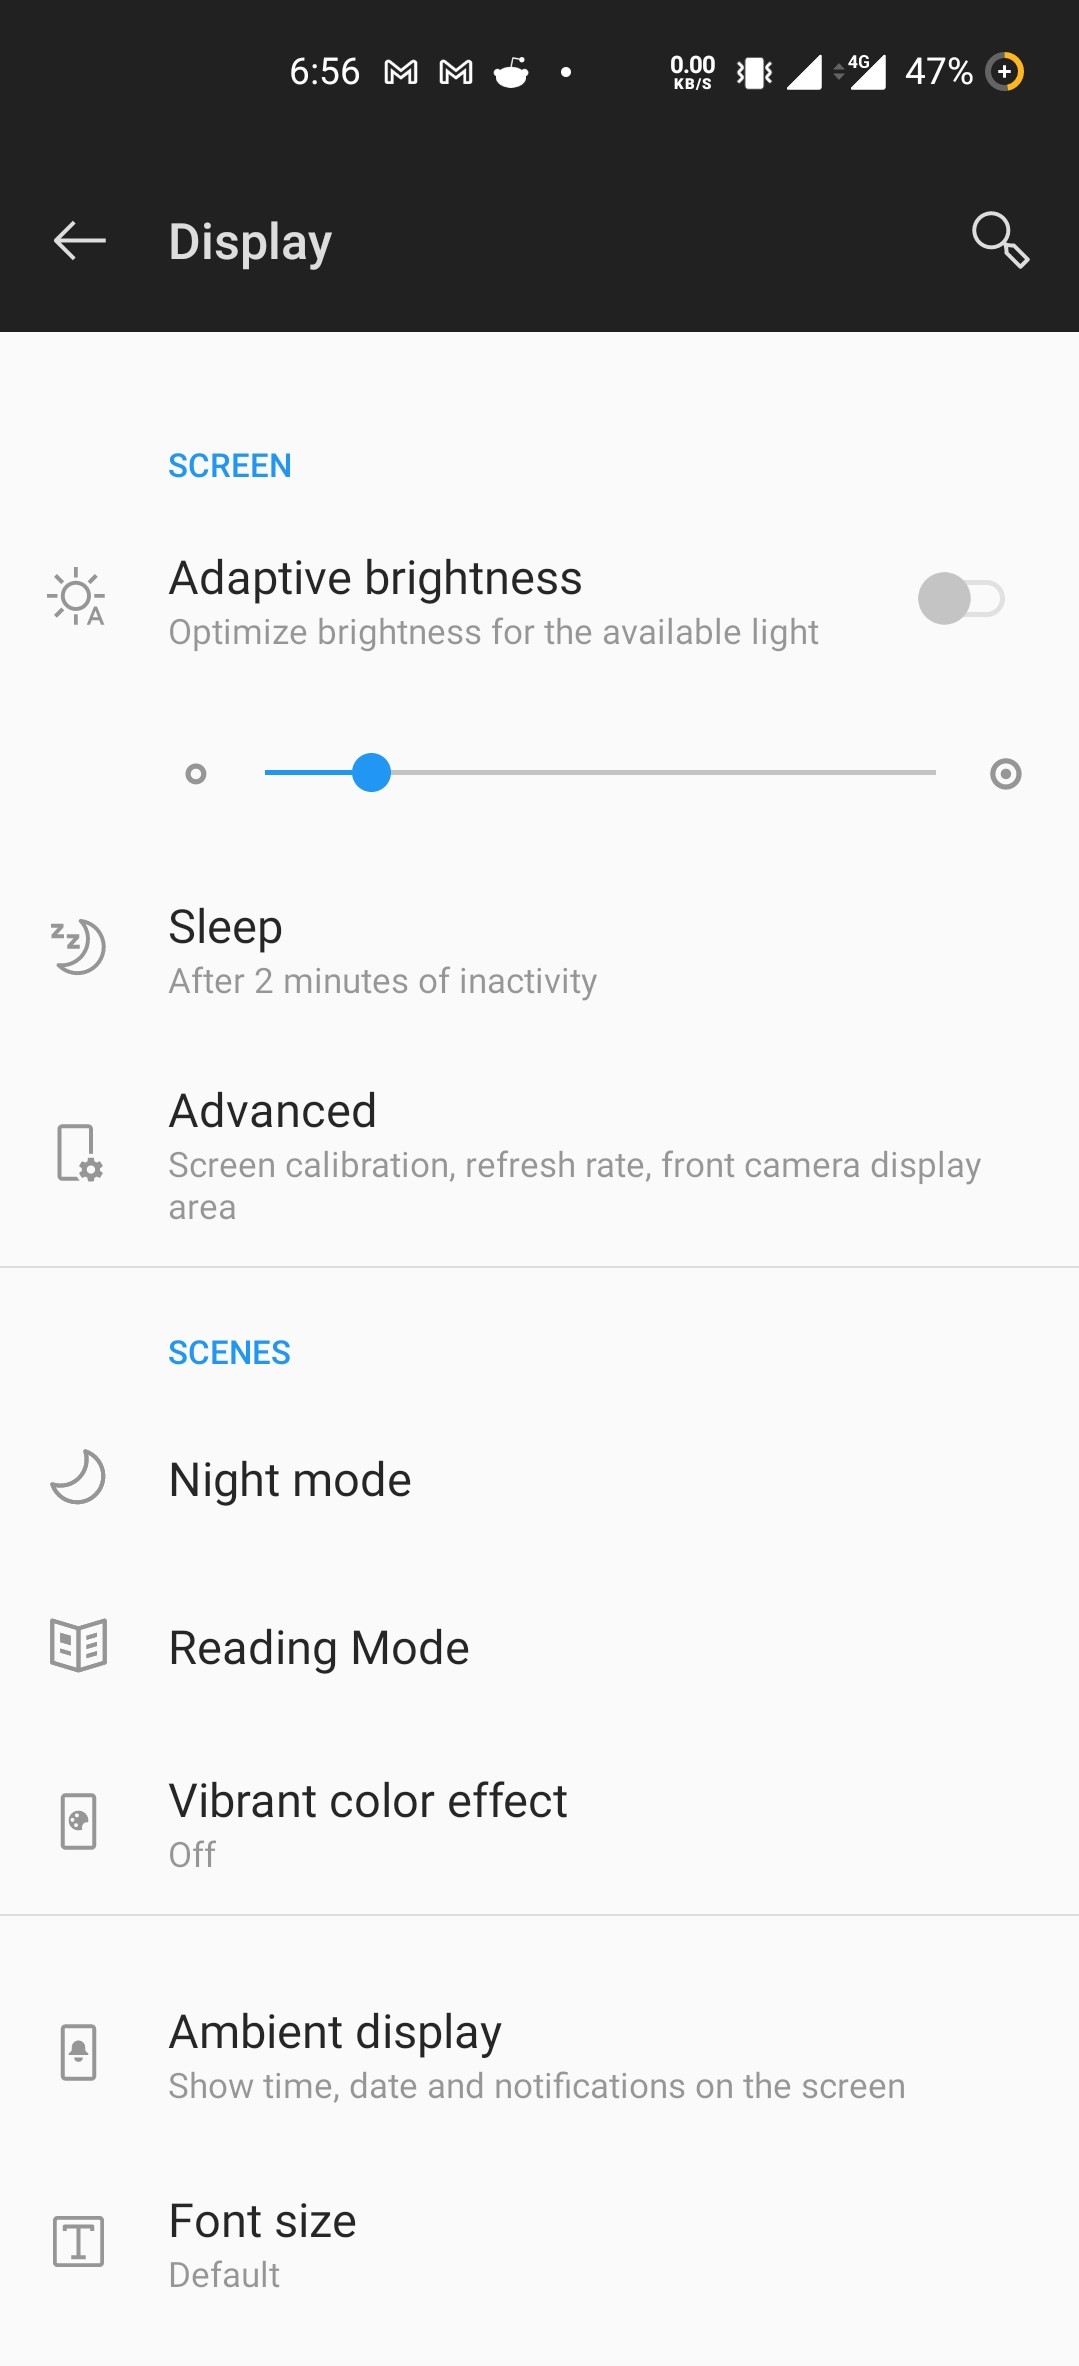 6:56 0.00 KB/S 4G 47%
Display
SCREEN
Adaptive brightness
Optimize brightness for the available light
Sleep
After 2 minutes of inactivity
Advanced
Screen calibration, refresh rate, front camera display
area
SCENES
Night mode
Reading Mode
Vibrant color effect
Off
Ambient display
Show time, date and notifications on the screen
Font size
Default